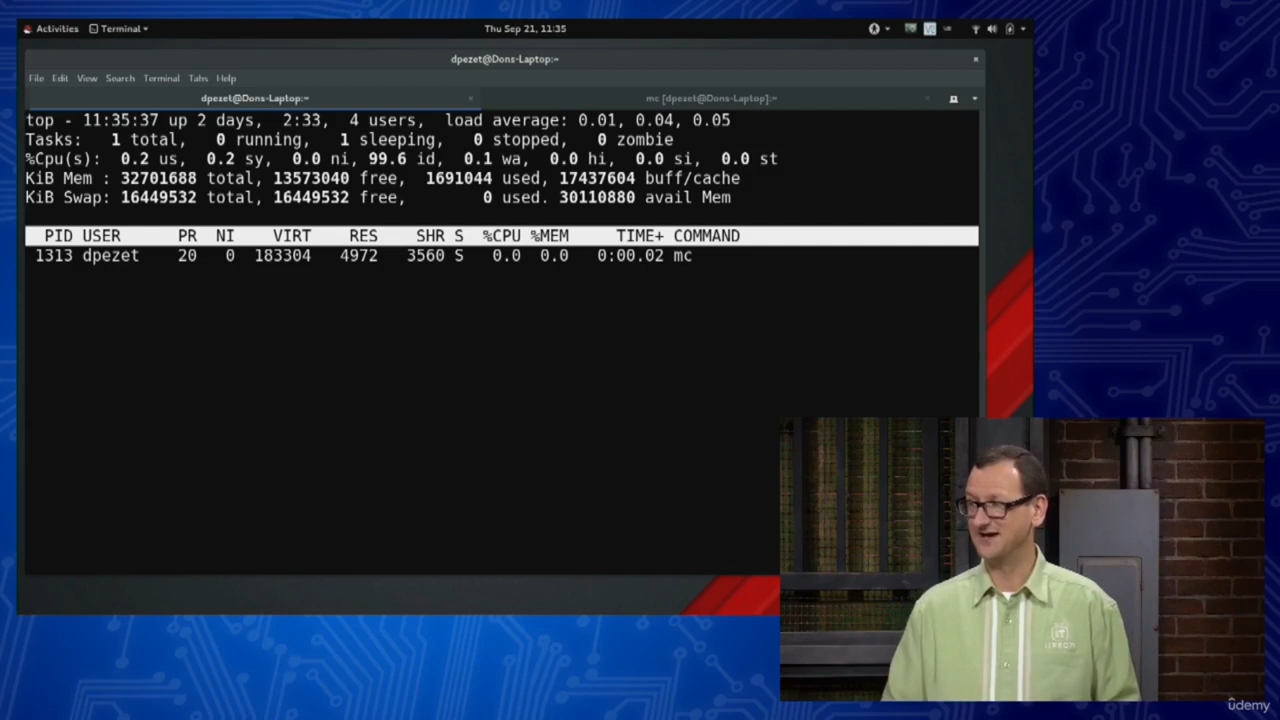 Activities Terminal Thu Sep 21, 11:35
dpezet@Dons-Laptop:~
File Edit View Search Terminal Tabs Help
dpezet@Dons-Laptop:~ mc [dpezet@Dons-Laptop]:~
top - 11:35:37 up 2 days, 2:33, 4 users, load average: 0.01, 0.04, 0.05
Tasks: 1 total, 0 running, 1 sleeping, 0 stopped, 0 zombie
%Cpu(s): 0.2 us, 0.2 sy, 0.0 ni, 99.6 id, 0.1 wa, 0.0 hi, 0.0 si, 0.0 st
KiB Mem : 32701688 total, 13573040 free, 1691044 used, 17437604 buff/cache
KiB Swap: 16449532 total, 16449532 free, 0 used. 30110880 avail Mem
PID USER PR NI VIRT RES SHR S %CPU %MEM TIME+ COMMAND
1313 dpezet 20 0 183304 4972 3560 S 0.0 0.0 0:00.02 mc
udemy